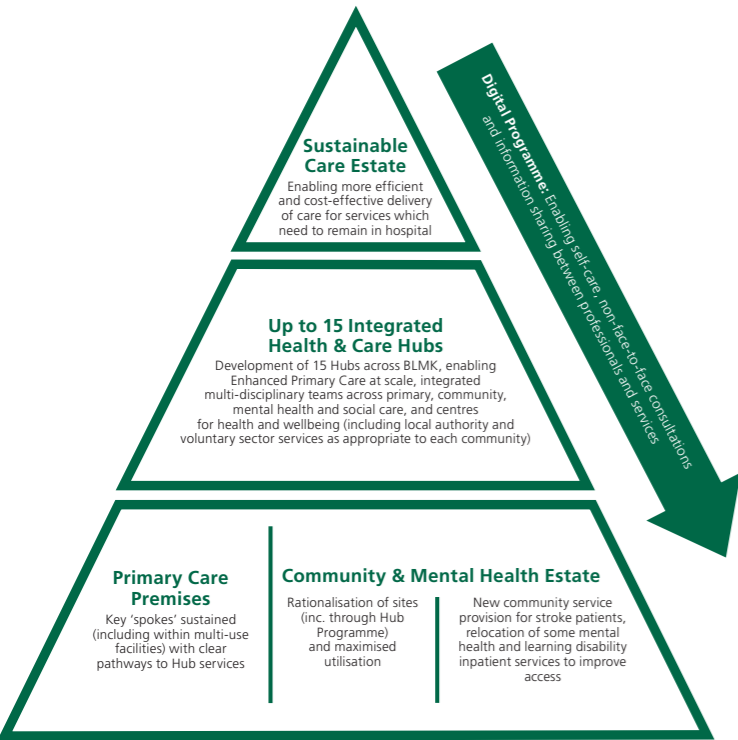 Sustainable
Care Estate
Enabling more efficient
and cost-effective delivery
of care for services which
need to remain in hospital
Digital Programme: Enabling self-care, non-face-to-face consultations
and information sharing between professionals and services
Up to 15 Integrated
Health & Care Hubs
Development of 15 Hubs across BLMK, enabling
Enhanced Primary Care at scale, integrated
multi-disciplinary teams across primary, community,
mental health and social care, and centres
for health and wellbeing (including local authority and
voluntary sector services as appropriate to each community)
Primary Care
Premises
Key ‘spokes’ sustained
(including within multi-use
facilities) with clear
pathways to Hub services
Community & Mental Health Estate
Rationalisation of sites
(inc. through Hub
Programme)
and maximised
utilisation
New community service
provision for stroke patients,
relocation of some mental
health and learning disability
inpatient services to improve
access